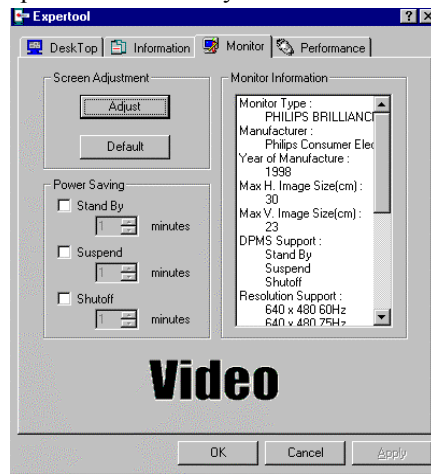 Expertool
DeskTop Information Monitor Performance
Screen Adjustment
Adjust
Default
Power Saving
Stand By
1 minutes
Suspend
1 minutes
Shutoff
1 minutes
Monitor Information
Monitor Type :
PHILIPS BRILLIANC
Manufacturer :
Philips Consumer Elec
Year of Manufacture :
1998
Max H. Image Size(cm) :
30
Max V. Image Size(cm) :
23
DPMS Support :
Stand By
Suspend
Shutoff
Resolution Support :
640 x 480 60Hz
640 x 480 75Hz
Video
OK Cancel Apply